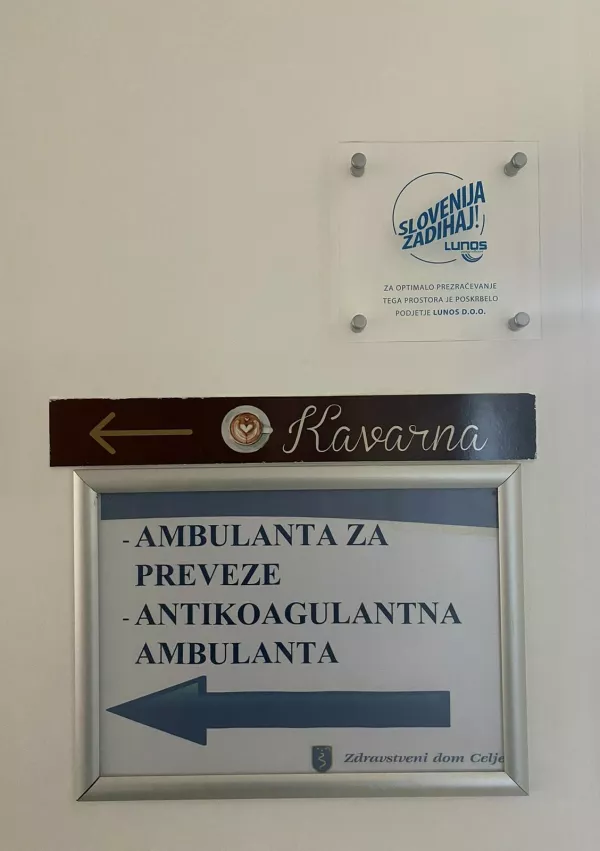 SLOVENIJA
ZADIHAJ!
LUNOS
ZA OPTIMALO PREZRAČEVANJE
TEGA PROSTORA JE POSKRBELO
PODJETJE LUNOS D.O.O.
Kavarna
- AMBULANTA ZA
PREVEZE
- ANTIKOAGULANTNA
AMBULANTA
Zdravstveni dom Celje